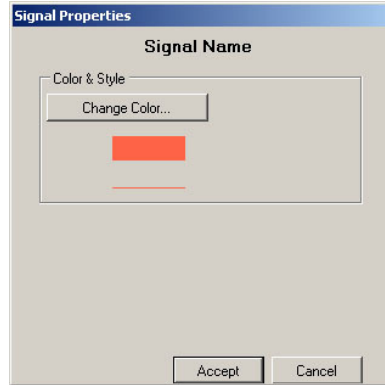 Signal Properties
Signal Name
Color & Style
Change Color...
Accept Cancel